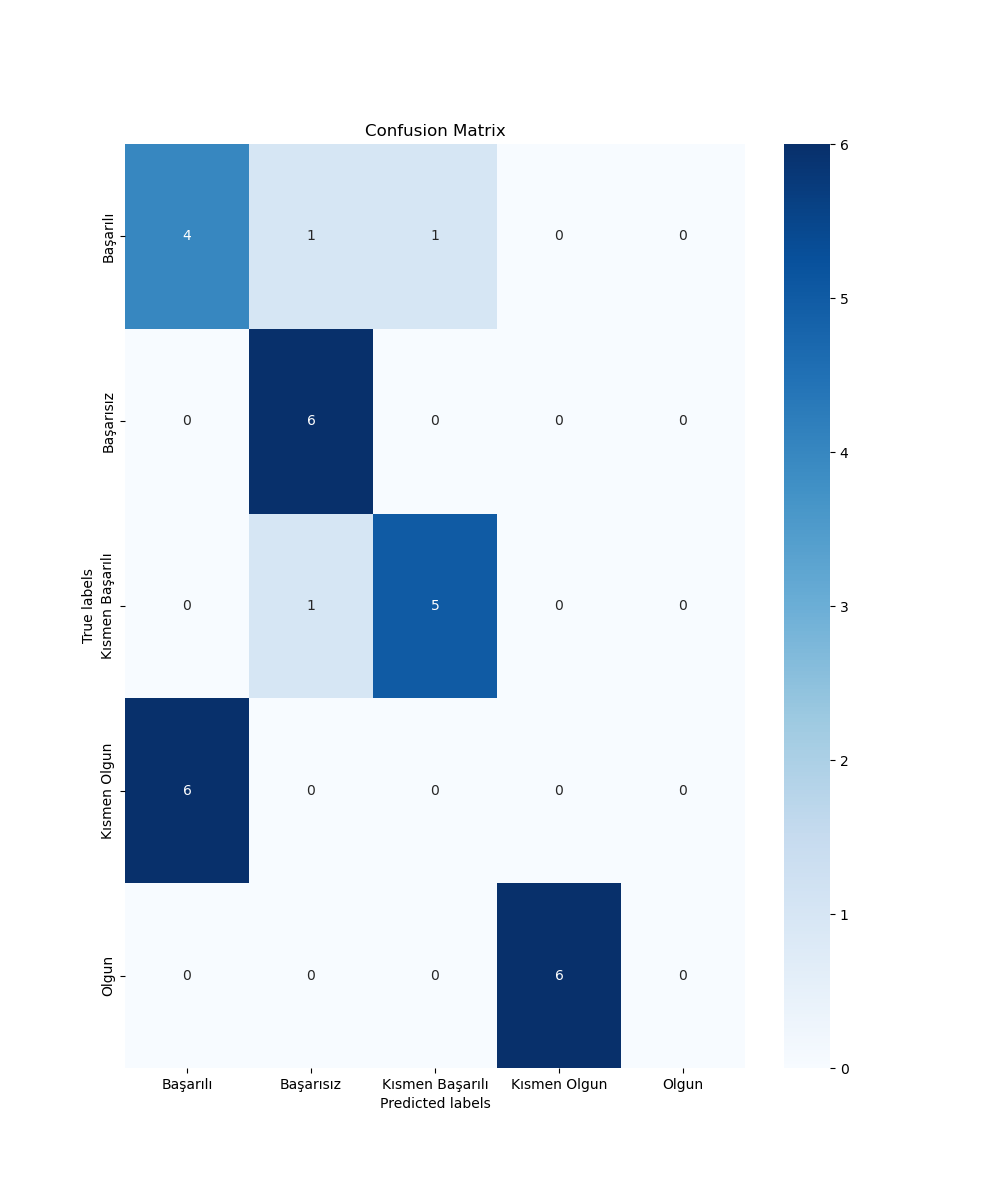 Confusion Matrix
Başarılı
4 1 1 0 0
Başarısız
0 6 0 0 0
True labels
Kısmen Başarılı
0 1 5 0 0
Kısmen Olgun
6 0 0 0 0
Olgun
0 0 0 6 0
Başarılı Başarısız Kısmen Başarılı Kısmen Olgun Olgun
Predicted labels
6
5
4
3
2
1
0